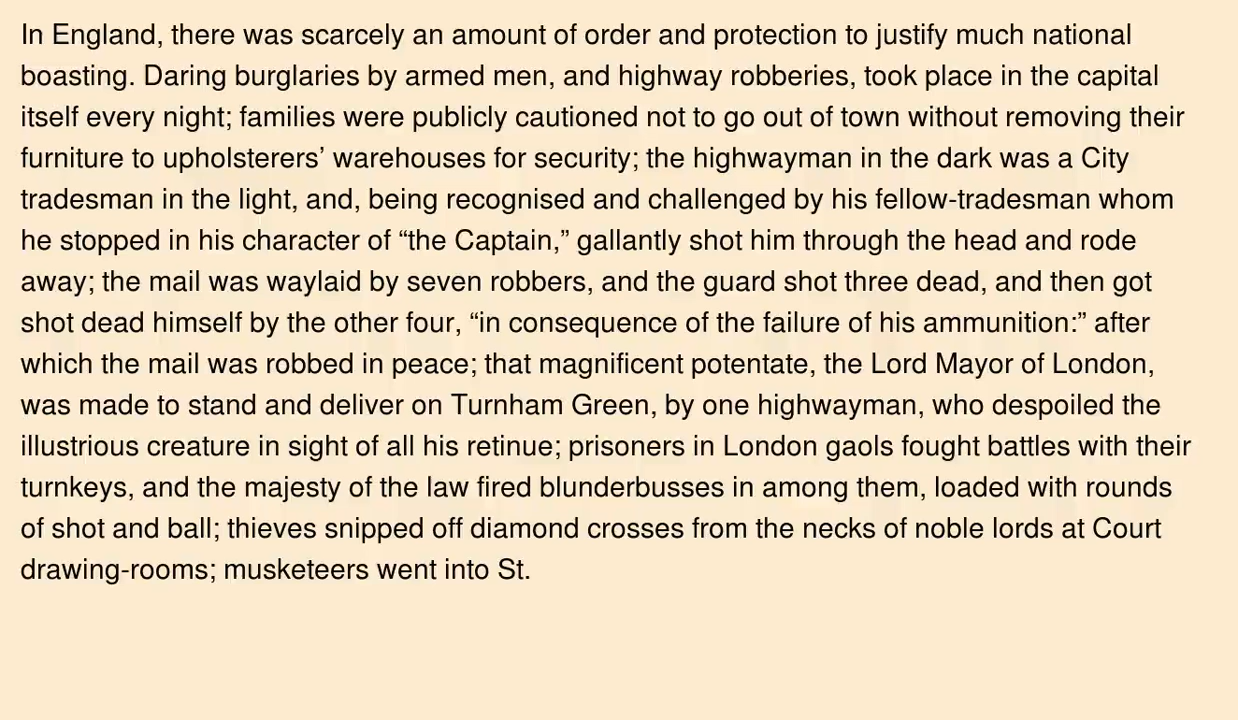 In England, there was scarcely an amount of order and protection to justify much national
boasting. Daring burglaries by armed men, and highway robberies, took place in the capital
itself every night; families were publicly cautioned not to go out of town without removing their
furniture to upholsterers’ warehouses for security; the highwayman in the dark was a City
tradesman in the light, and, being recognised and challenged by his fellow-tradesman whom
he stopped in his character of “the Captain,” gallantly shot him through the head and rode
away; the mail was waylaid by seven robbers, and the guard shot three dead, and then got
shot dead himself by the other four, “in consequence of the failure of his ammunition:” after
which the mail was robbed in peace; that magnificent potentate, the Lord Mayor of London,
was made to stand and deliver on Turnham Green, by one highwayman, who despoiled the
illustrious creature in sight of all his retinue; prisoners in London gaols fought battles with their
turnkeys, and the majesty of the law fired blunderbusses in among them, loaded with rounds
of shot and ball; thieves snipped off diamond crosses from the necks of noble lords at Court
drawing-rooms; musketeers went into St.